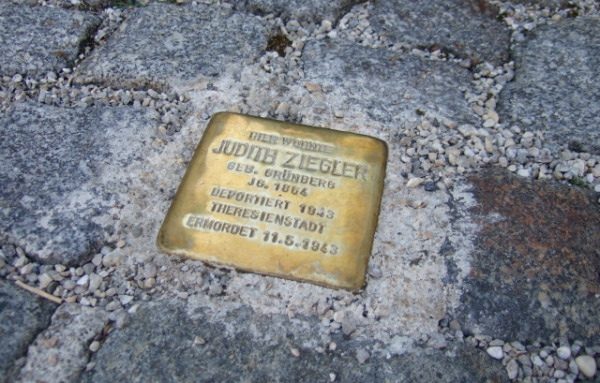 HIER WOHNTE
JUDITH ZIEGLER
GEB. GRÜNBERG
JG. 1864
DEPORTIERT 1943
THERESIENSTADT
ERMORDET 11.5.1943